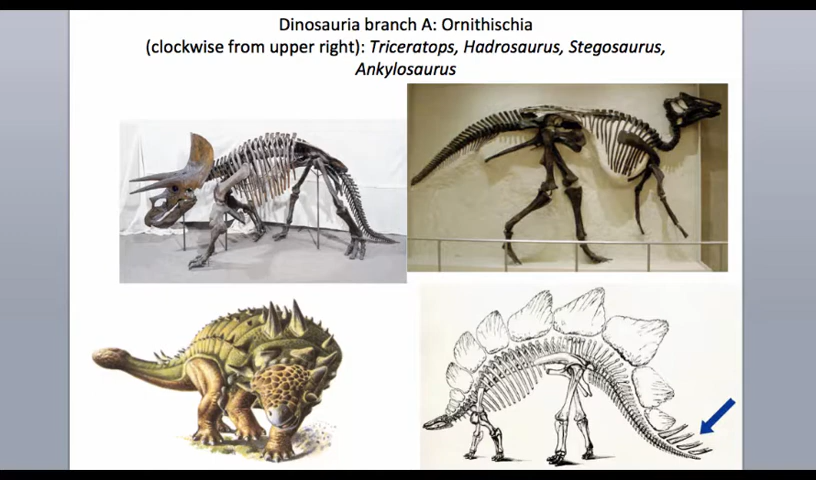 Dinosauria branch A: Ornithischia
(clockwise from upper right): Triceratops, Hadrosaurus, Stegosaurus,
Ankylosaurus